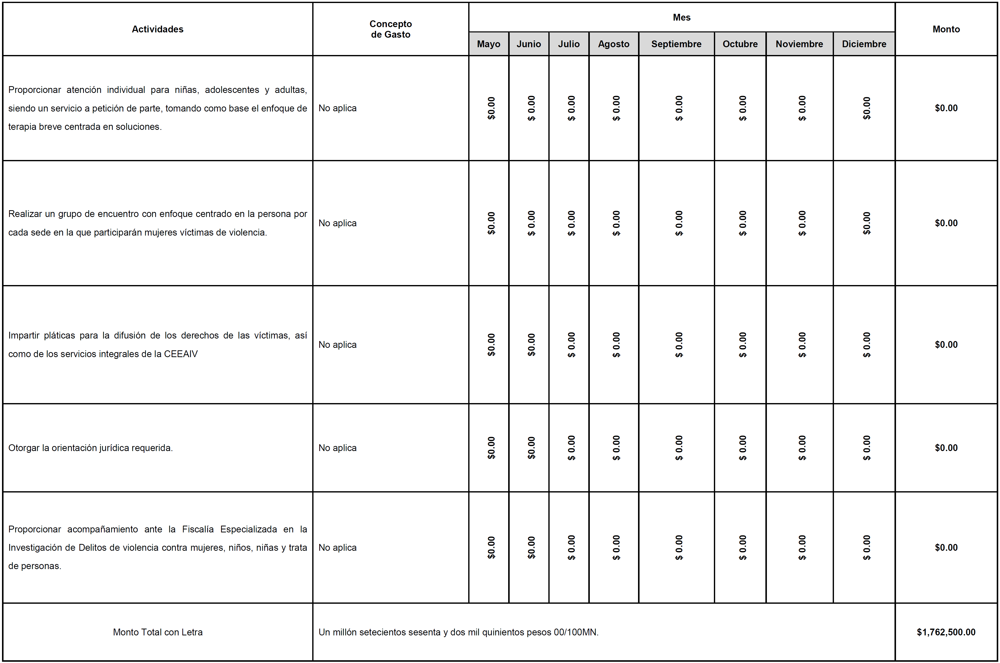 Actividades
Concepto
de Gasto
Mes
Monto
Mayo
Junio
Julio
Agosto
Septiembre
Octubre
Noviembre
Diciembre
Proporcionar atención individual para niñas, adolescentes y adultas,
siendo un servicio a petición de parte, tomando como base el enfoque de
terapia breve centrada en soluciones.
No aplica
$0.00
$ 0.00
$ 0.00
$ 0.00
$ 0.00
$ 0.00
$ 0.00
$0.00
$0.00
Realizar un grupo de encuentro con enfoque centrado en la persona por
cada sede en la que participarán mujeres víctimas de violencia.
No aplica
$0.00
$ 0.00
$ 0.00
$ 0.00
$ 0.00
$ 0.00
$ 0.00
$0.00
$0.00
Impartir pláticas para la difusión de los derechos de las víctimas, así
como de los servicios integrales de la CEEAIV
No aplica
$0.00
$0.00
$ 0.00
$ 0.00
$ 0.00
$ 0.00
$ 0.00
$ 0.00
$0.00
Otorgar la orientación jurídica requerida.
No aplica
$0.00
$0.00
$ 0.00
$ 0.00
$ 0.00
$ 0.00
$ 0.00
$ 0.00
$0.00
Proporcionar acompañamiento ante la Fiscalía Especializada en la
Investigación de Delitos de violencia contra mujeres, niños, niñas y trata
de personas.
No aplica
$0.00
$0.00
$ 0.00
$ 0.00
$ 0.00
$ 0.00
$ 0.00
$ 0.00
$0.00
Monto Total con Letra
Un millón setecientos sesenta y dos mil quinientos pesos 00/100MN.
$1,762,500.00